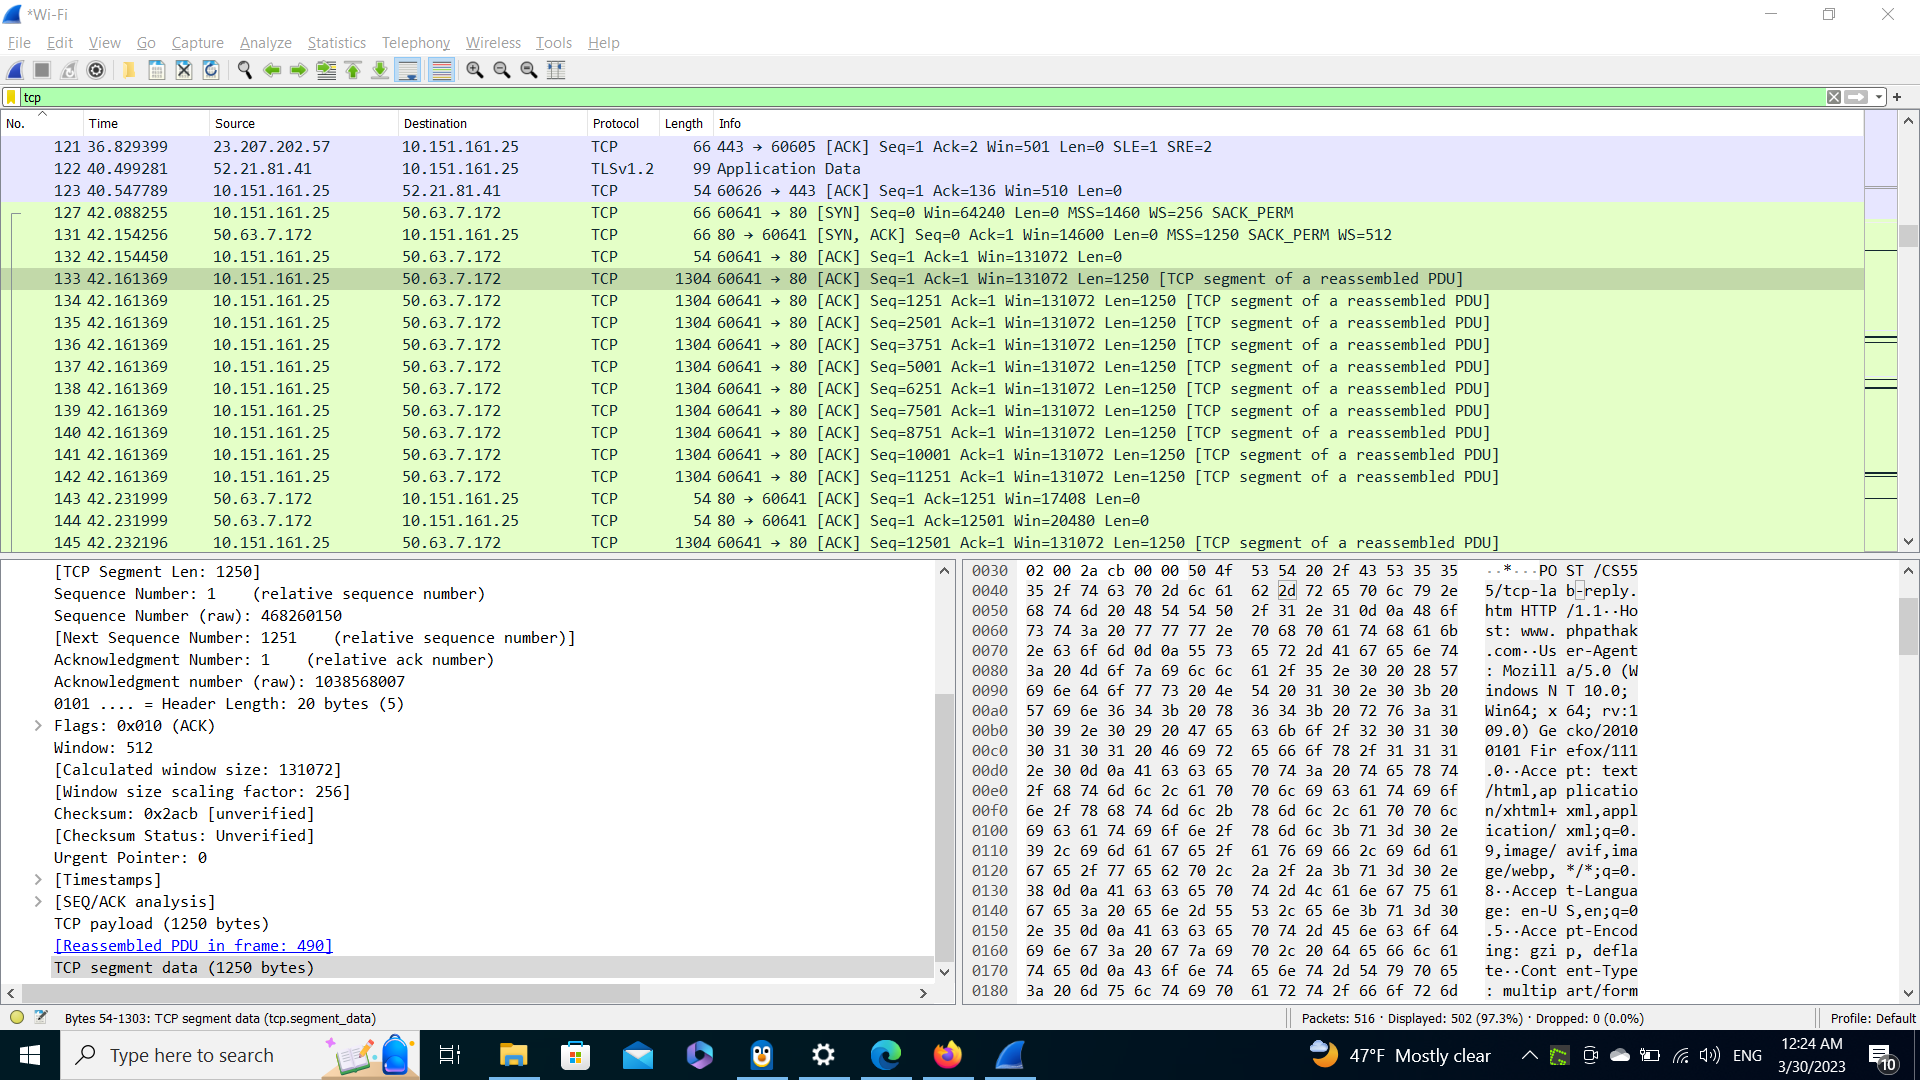 *Wi-Fi
File Edit View Go Capture Analyze Statistics Telephony Wireless Tools Help
tcp
No. Time Source Destination Protocol Length Info
121 36.829399 23.207.202.57 10.151.161.25 TCP 66 443 → 60605 [ACK] Seq=1 Ack=2 Win=501 Len=0 SLE=1 SRE=2
122 40.499281 52.21.81.41 10.151.161.25 TLSv1.2 99 Application Data
123 40.547789 10.151.161.25 52.21.81.41 TCP 54 60626 → 443 [ACK] Seq=1 Ack=136 Win=510 Len=0
127 42.088255 10.151.161.25 50.63.7.172 TCP 66 60641 → 80 [SYN] Seq=0 Win=64240 Len=0 MSS=1460 WS=256 SACK_PERM
131 42.154256 50.63.7.172 10.151.161.25 TCP 66 80 → 60641 [SYN, ACK] Seq=0 Ack=1 Win=14600 Len=0 MSS=1250 SACK_PERM WS=512
132 42.154450 10.151.161.25 50.63.7.172 TCP 54 60641 → 80 [ACK] Seq=1 Ack=1 Win=131072 Len=0
133 42.161369 10.151.161.25 50.63.7.172 TCP 1304 60641 → 80 [ACK] Seq=1 Ack=1 Win=131072 Len=1250 [TCP segment of a reassembled PDU]
134 42.161369 10.151.161.25 50.63.7.172 TCP 1304 60641 → 80 [ACK] Seq=1251 Ack=1 Win=131072 Len=1250 [TCP segment of a reassembled PDU]
135 42.161369 10.151.161.25 50.63.7.172 TCP 1304 60641 → 80 [ACK] Seq=2501 Ack=1 Win=131072 Len=1250 [TCP segment of a reassembled PDU]
136 42.161369 10.151.161.25 50.63.7.172 TCP 1304 60641 → 80 [ACK] Seq=3751 Ack=1 Win=131072 Len=1250 [TCP segment of a reassembled PDU]
137 42.161369 10.151.161.25 50.63.7.172 TCP 1304 60641 → 80 [ACK] Seq=5001 Ack=1 Win=131072 Len=1250 [TCP segment of a reassembled PDU]
138 42.161369 10.151.161.25 50.63.7.172 TCP 1304 60641 → 80 [ACK] Seq=6251 Ack=1 Win=131072 Len=1250 [TCP segment of a reassembled PDU]
139 42.161369 10.151.161.25 50.63.7.172 TCP 1304 60641 → 80 [ACK] Seq=7501 Ack=1 Win=131072 Len=1250 [TCP segment of a reassembled PDU]
140 42.161369 10.151.161.25 50.63.7.172 TCP 1304 60641 → 80 [ACK] Seq=8751 Ack=1 Win=131072 Len=1250 [TCP segment of a reassembled PDU]
141 42.161369 10.151.161.25 50.63.7.172 TCP 1304 60641 → 80 [ACK] Seq=10001 Ack=1 Win=131072 Len=1250 [TCP segment of a reassembled PDU]
142 42.161369 10.151.161.25 50.63.7.172 TCP 1304 60641 → 80 [ACK] Seq=11251 Ack=1 Win=131072 Len=1250 [TCP segment of a reassembled PDU]
143 42.231999 50.63.7.172 10.151.161.25 TCP 54 80 → 60641 [ACK] Seq=1 Ack=1251 Win=17408 Len=0
144 42.231999 50.63.7.172 10.151.161.25 TCP 54 80 → 60641 [ACK] Seq=1 Ack=12501 Win=20480 Len=0
145 42.232196 10.151.161.25 50.63.7.172 TCP 1304 60641 → 80 [ACK] Seq=12501 Ack=1 Win=131072 Len=1250 [TCP segment of a reassembled PDU]
[TCP Segment Len: 1250]
Sequence Number: 1 (relative sequence number)
Sequence Number (raw): 468260150
[Next Sequence Number: 1251 (relative sequence number)]
Acknowledgment Number: 1 (relative ack number)
Acknowledgment number (raw): 1038568007
0101 .... = Header Length: 20 bytes (5)
Flags: 0x010 (ACK)
Window: 512
[Calculated window size: 131072]
[Window size scaling factor: 256]
Checksum: 0x2acb [unverified]
[Checksum Status: Unverified]
Urgent Pointer: 0
[Timestamps]
[SEQ/ACK analysis]
TCP payload (1250 bytes)
[Reassembled PDU in frame: 490]
TCP segment data (1250 bytes)
0030 02 00 2a cb 00 00 50 4f 53 54 20 2f 43 53 35 35 ··*···PO ST /CS55
0040 35 2f 74 63 70 2d 6c 61 62 2d 72 65 70 6c 79 2e 5/tcp-la b-reply.
0050 68 74 6d 20 48 54 54 50 2f 31 2e 31 0d 0a 48 6f htm HTTP /1.1··Ho
0060 73 74 3a 20 77 77 77 2e 70 68 70 61 74 68 61 6b st: www. phpathak
0070 2e 63 6f 6d 0d 0a 55 73 65 72 2d 41 67 65 6e 74 .com··Us er-Agent
0080 3a 20 4d 6f 7a 69 6c 6c 61 2f 35 2e 30 20 28 57 : Mozill a/5.0 (W
0090 69 6e 64 6f 77 73 20 4e 54 20 31 30 2e 30 3b 20 indows N T 10.0;
00a0 57 69 6e 36 34 3b 20 78 36 34 3b 20 72 76 3a 31 Win64; x 64; rv:1
00b0 30 39 2e 30 29 20 47 65 63 6b 6f 2f 32 30 31 30 09.0) Ge cko/2010
00c0 30 31 30 31 20 46 69 72 65 66 6f 78 2f 31 31 31 0101 Fir efox/111
00d0 2e 30 0d 0a 41 63 63 65 70 74 3a 20 74 65 78 74 .0··Acce pt: text
00e0 2f 68 74 6d 6c 2c 61 70 70 6c 69 63 61 74 69 6f /html,ap plicatio
00f0 6e 2f 78 68 74 6d 6c 2b 78 6d 6c 2c 61 70 70 6c n/xhtml+ xml,appl
0100 69 63 61 74 69 6f 6e 2f 78 6d 6c 3b 71 3d 30 2e ication/ xml;q=0.
0110 39 2c 69 6d 61 67 65 2f 61 76 69 66 2c 69 6d 61 9,image/ avif,ima
0120 67 65 2f 77 65 62 70 2c 2a 2f 2a 3b 71 3d 30 2e ge/webp, */*;q=0.
0130 38 0d 0a 41 63 63 65 70 74 2d 4c 61 6e 67 75 61 8··Accep t-Langua
0140 67 65 3a 20 65 6e 2d 55 53 2c 65 6e 3b 71 3d 30 ge: en-U S,en;q=0
0150 2e 35 0d 0a 41 63 63 65 70 74 2d 45 6e 63 6f 64 .5··Acce pt-Encod
0160 69 6e 67 3a 20 67 7a 69 70 2c 20 64 65 66 6c 61 ing: gzi p, defla
0170 74 65 0d 0a 43 6f 6e 74 65 6e 74 2d 54 79 70 65 te··Cont ent-Type
0180 3a 20 6d 75 6c 74 69 70 61 72 74 2f 66 6f 72 6d : multip art/form
Bytes 54-1303: TCP segment data (tcp.segment_data) Packets: 516 · Displayed: 502 (97.3%) · Dropped: 0 (0.0%) Profile: Default
Type here to search 47°F Mostly clear ENG 12:24 AM
3/30/2023
10